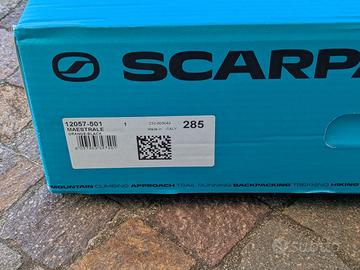 SCARPA
12057-501 1 285
MAESTRALE Made in ITALY
ORANGE/BLACK
MOUNTAIN CLIMBING APPROACH TRAIL RUNNING BACKPACKING TREKKING HIKING
subito